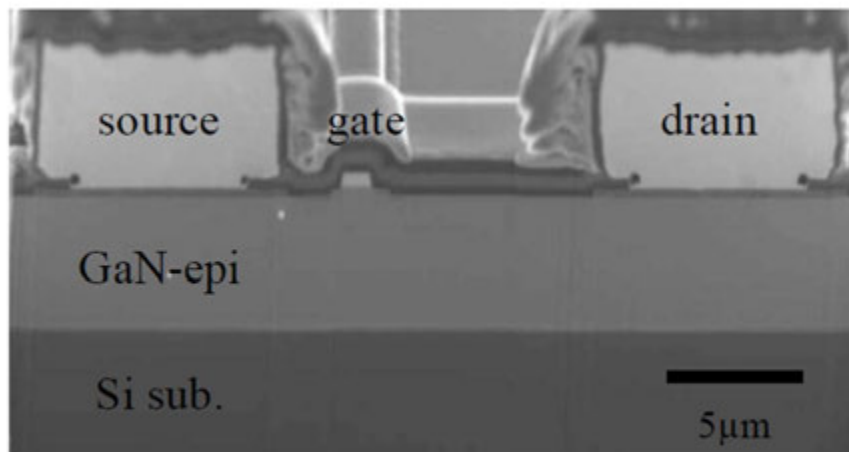 source
gate
drain
GaN-epi
Si sub.
5µm